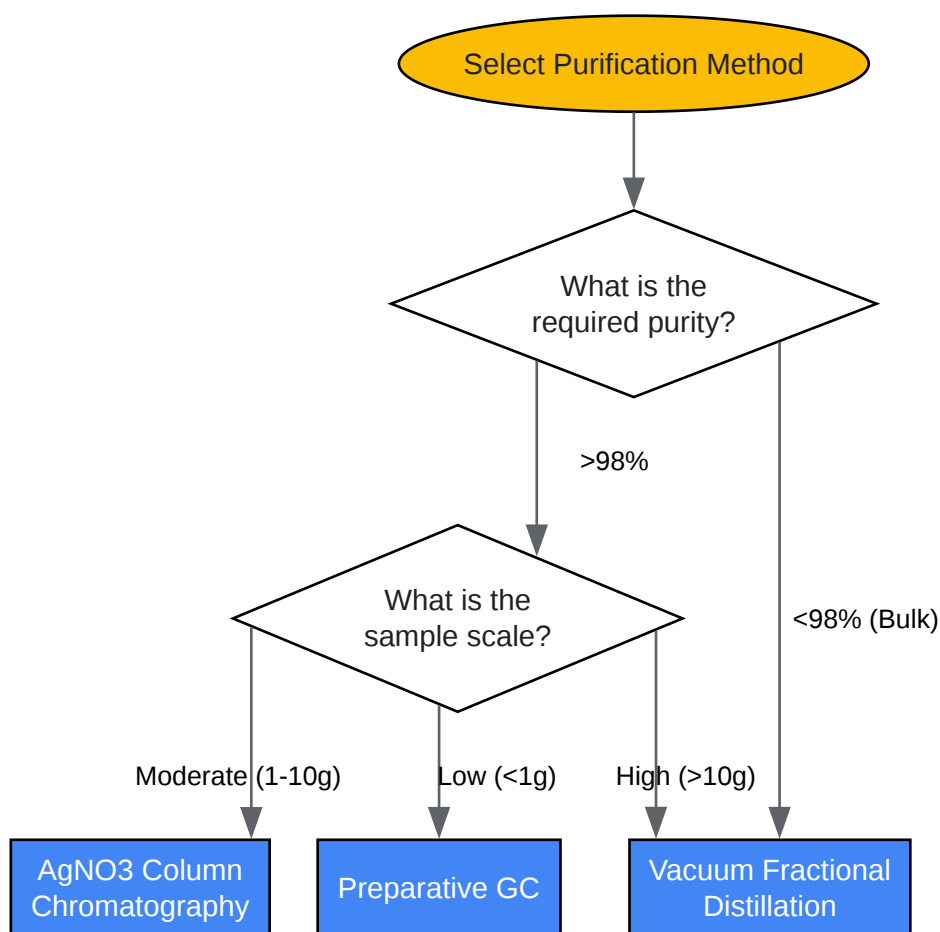 Select Purification Method
What is the
required purity?
>98%
What is the
sample scale?
<98% (Bulk)
Moderate (1-10g)
Low (<1g)
High (>10g)
AgNO3 Column
Chromatography
Preparative GC
Vacuum Fractional
Distillation